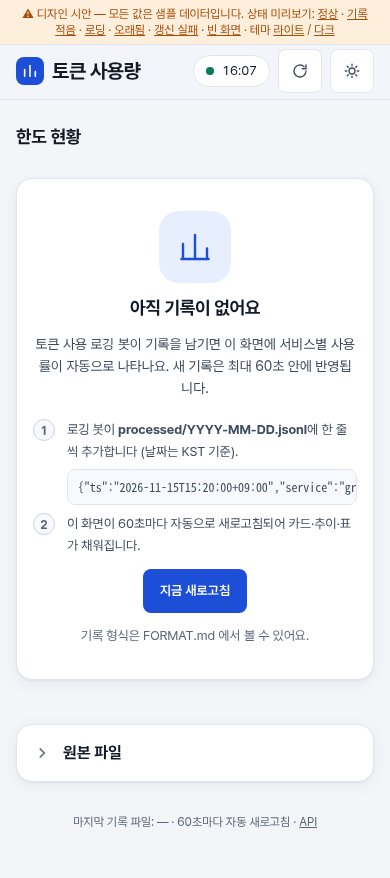 ⚠ 디자인 시안 — 모든 값은 샘플 데이터입니다. 상태 미리보기: 정상 · 기록
적음 · 로딩 · 오래됨 · 갱신 실패 · 빈 화면 · 테마 라이트 / 다크
토큰 사용량
16:07
한도 현황
아직 기록이 없어요
토큰 사용 로깅 봇이 기록을 남기면 이 화면에 서비스별 사용
률이 자동으로 나타나요. 새 기록은 최대 60초 안에 반영됩
니다.
1 로깅 봇이 processed/YYYY-MM-DD.jsonl에 한 줄
씩 추가합니다 (날짜는 KST 기준).
{"ts":"2026-11-15T15:20:00+09:00","service":"gr
2 이 화면이 60초마다 자동으로 새로고침되어 카드·추이·표
가 채워집니다.
지금 새로고침
기록 형식은 FORMAT.md 에서 볼 수 있어요.
원본 파일
마지막 기록 파일: — · 60초마다 자동 새로고침 · API